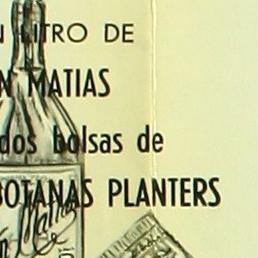 N LITRO DE
N MATIAS
dos bolsas de
BOTANAS PLANTERS
Matias